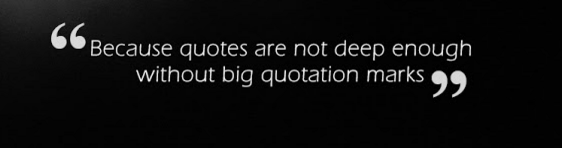 “Because quotes are not deep enough
without big quotation marks”